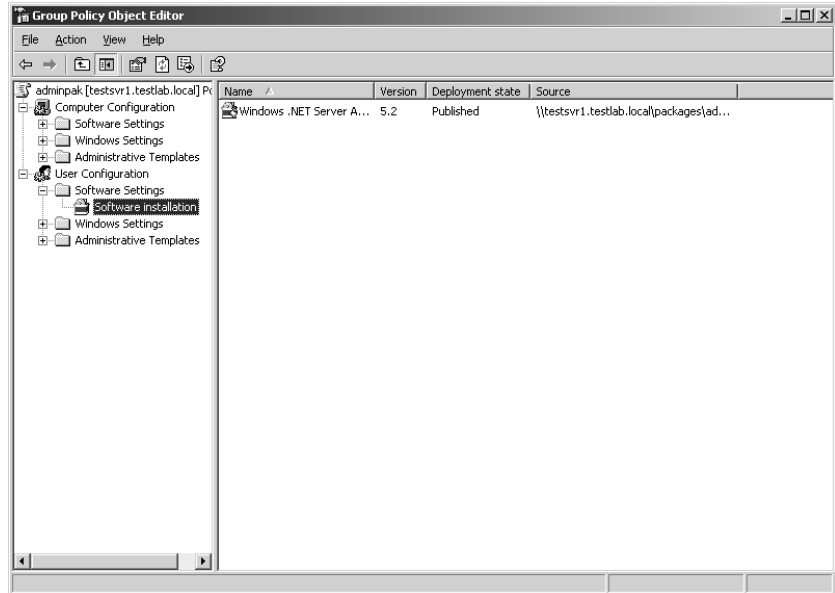 Group Policy Object Editor
File Action View Help
adminpak [testsvr1.testlab.local] Po
Computer Configuration
Software Settings
Windows Settings
Administrative Templates
User Configuration
Software Settings
Software installation
Windows Settings
Administrative Templates
Name Version Deployment state Source
Windows .NET Server A... 5.2 Published \\testsvr1.testlab.local\packages\ad...